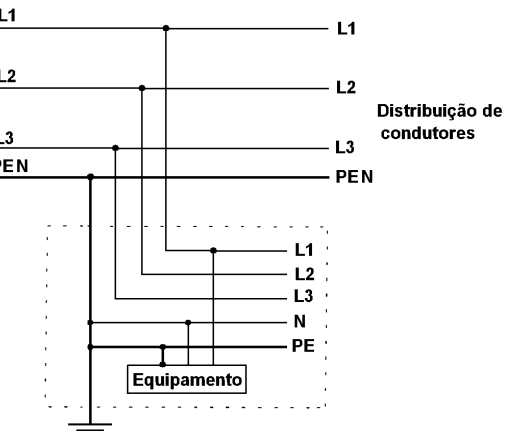 L1
L1
L2
L2
Distribuição de
condutores
L3
L3
PEN
PEN
L1
L2
L3
N
PE
Equipamento